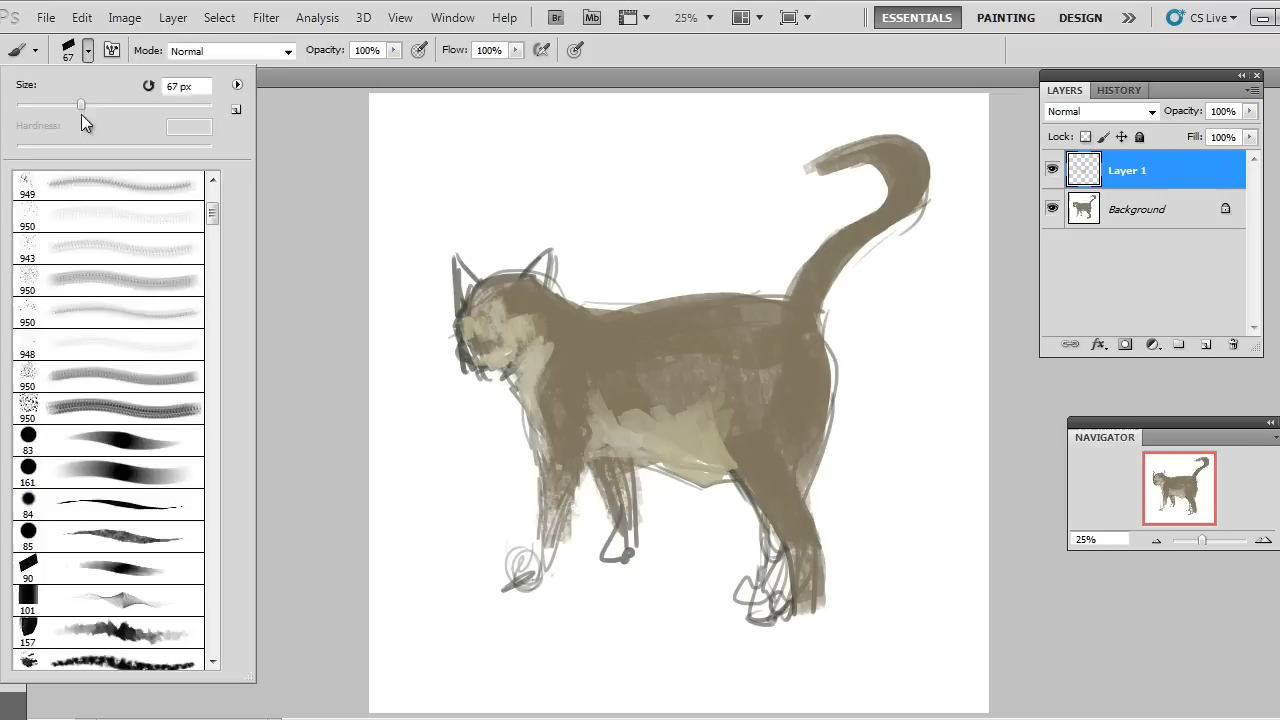 Ps File Edit Image Layer Select Filter Analysis 3D View Window Help Br Mb 25% ESSENTIALS PAINTING DESIGN CS Live
67 Mode: Normal Opacity: 100% Flow: 100%
Size: 67 px
Hardness:
949
950
943
950
950
948
950
950
83
161
84
85
90
101
157
LAYERS HISTORY
Normal Opacity: 100%
Lock: Fill: 100%
Layer 1
Background
fx
NAVIGATOR
25%